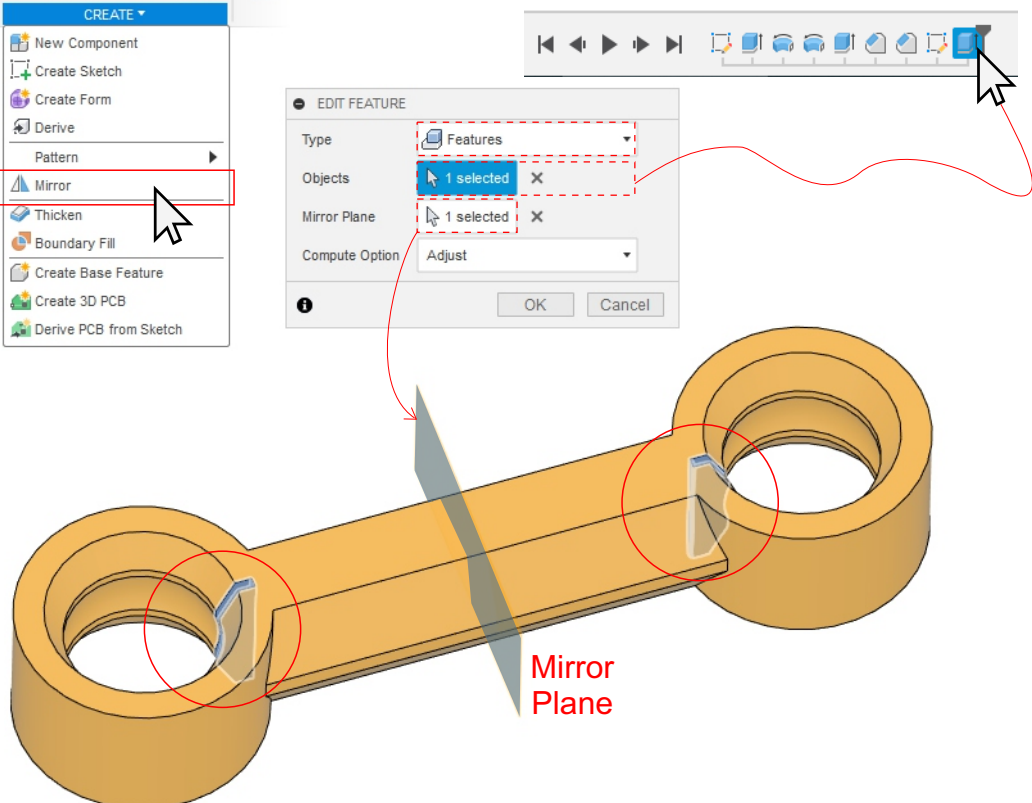 CREATE ▾
New Component
Create Sketch
Create Form
Derive
Pattern
Mirror
Thicken
Boundary Fill
Create Base Feature
Create 3D PCB
Derive PCB from Sketch
EDIT FEATURE
Type Features
Objects 1 selected
Mirror Plane 1 selected
Compute Option Adjust
OK Cancel
Mirror
Plane